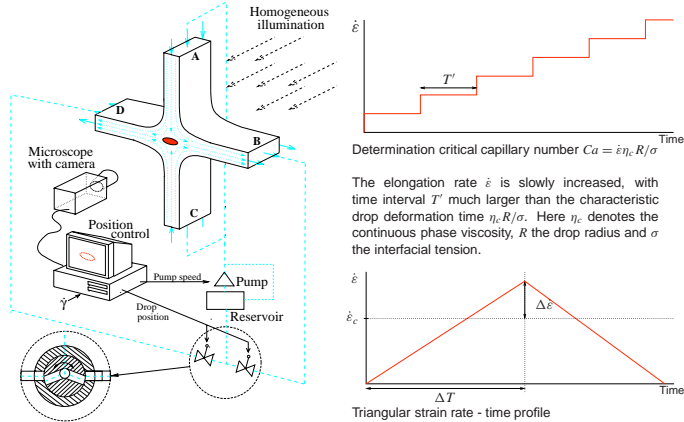 Homogeneous
illumination
A
D
B
C
Microscope
with camera
Position
control
Pump speed
Pump
Drop
position
Reservoir
γ̇
ε̇
T′
Time
Determination critical capillary number Ca = ε̇η_c R/σ
The elongation rate ε̇ is slowly increased, with
time interval T′ much larger than the characteristic
drop deformation time η_c R/σ. Here η_c denotes the
continuous phase viscosity, R the drop radius and σ
the interfacial tension.
ε̇
Δε̇
ε̇_c
ΔT
Time
Triangular strain rate - time profile